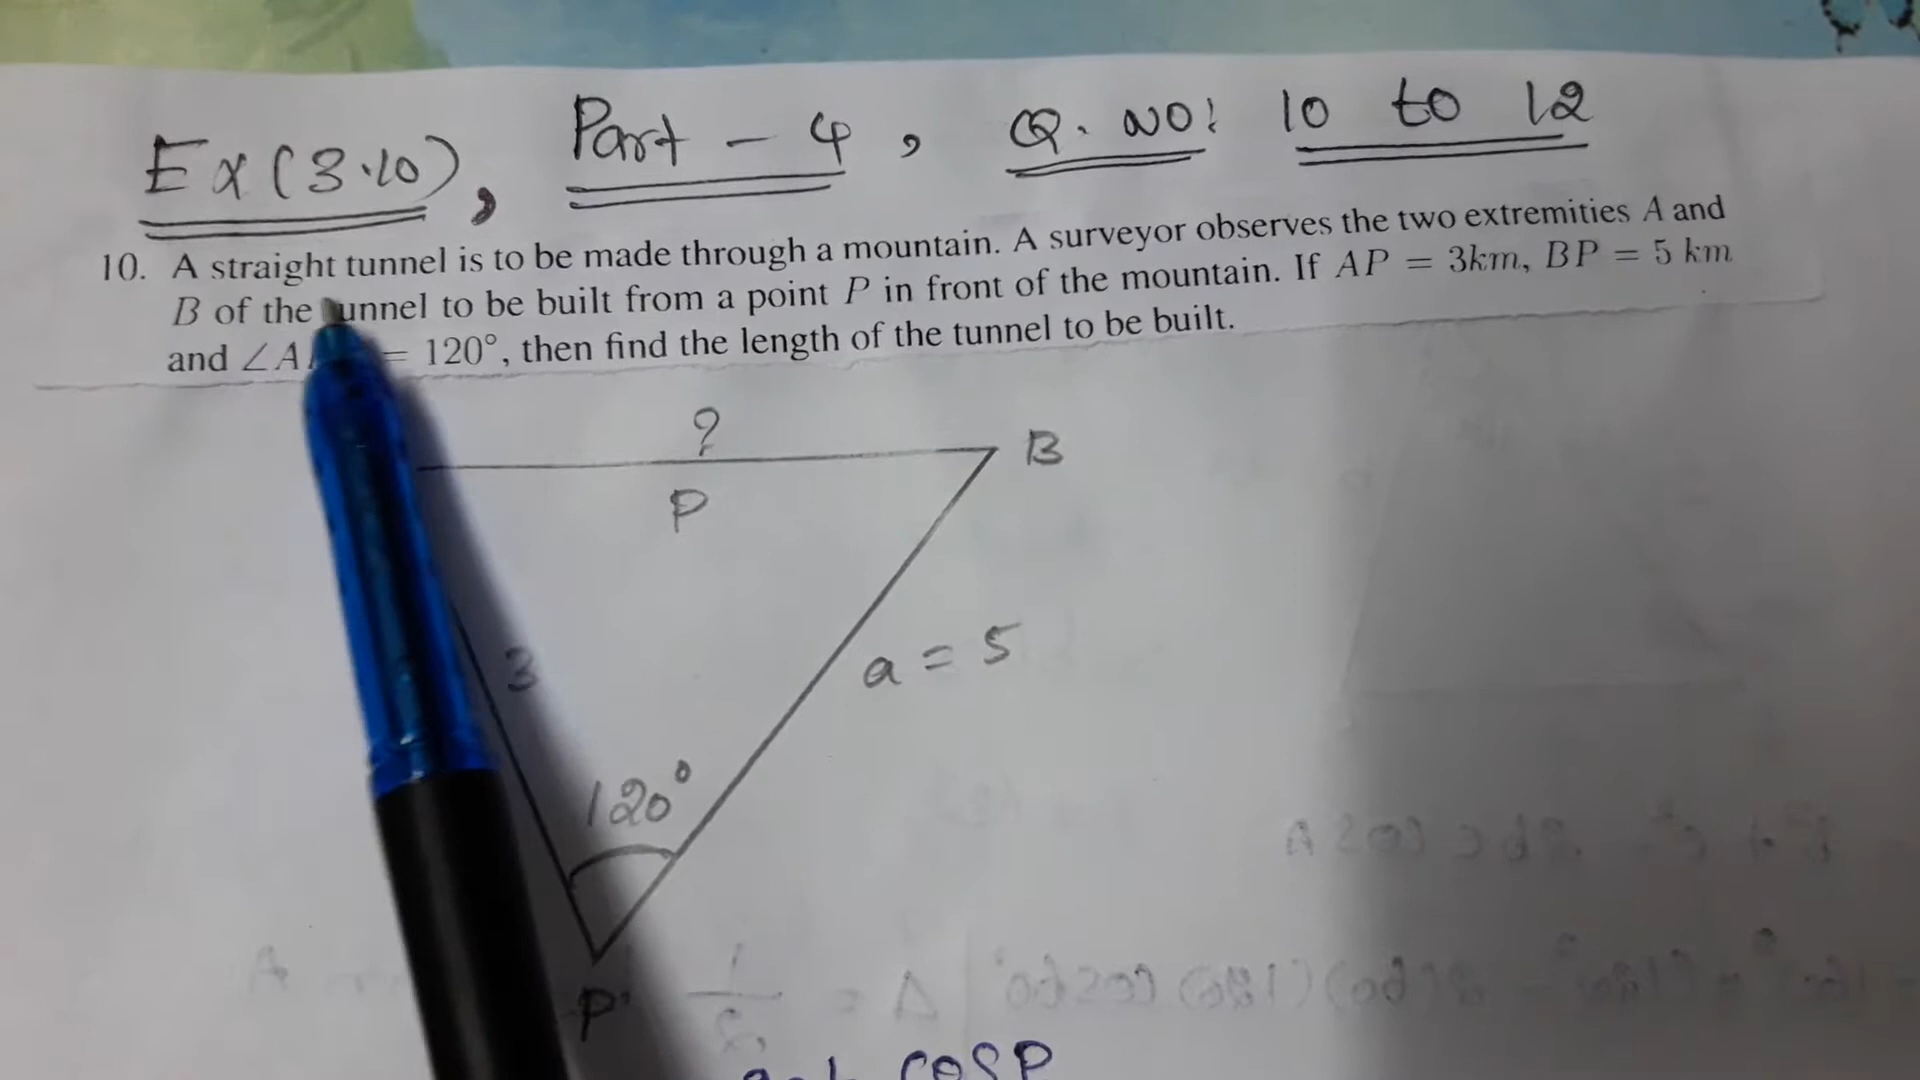 Ex (3.10), Part - 4, Q. NO: 10 to 12
10. A straight tunnel is to be made through a mountain. A surveyor observes the two extremities A and
B of the tunnel to be built from a point P in front of the mountain. If AP = 3km, BP = 5 km
and ∠A = 120°, then find the length of the tunnel to be built.
?
B
P
3
a = 5
120°
P
cos P